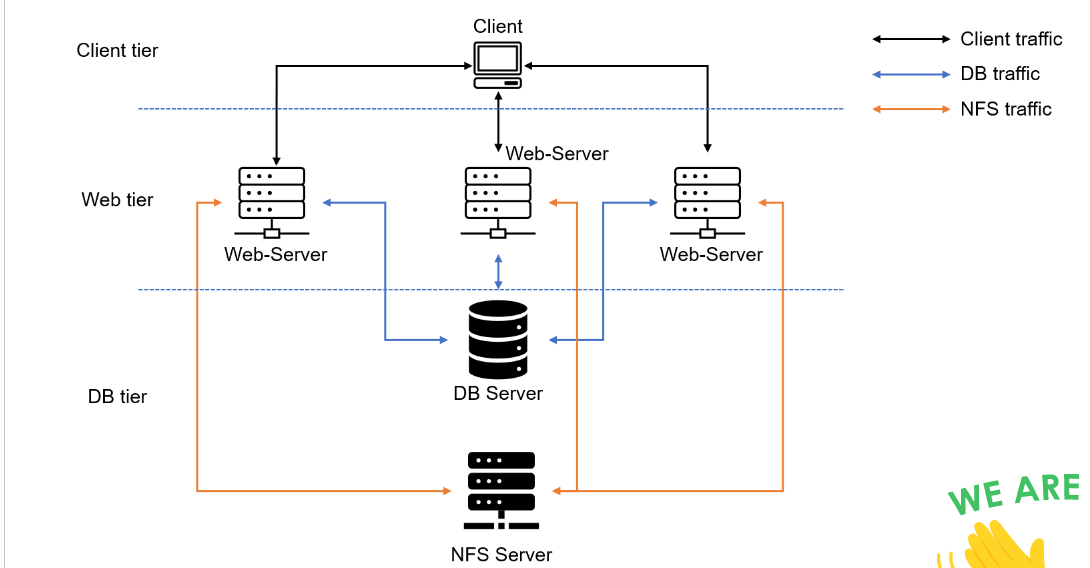 Client
Client tier
Client traffic
DB traffic
NFS traffic
Web-Server
Web tier
Web-Server
Web-Server
DB tier
DB Server
NFS Server
WE ARE